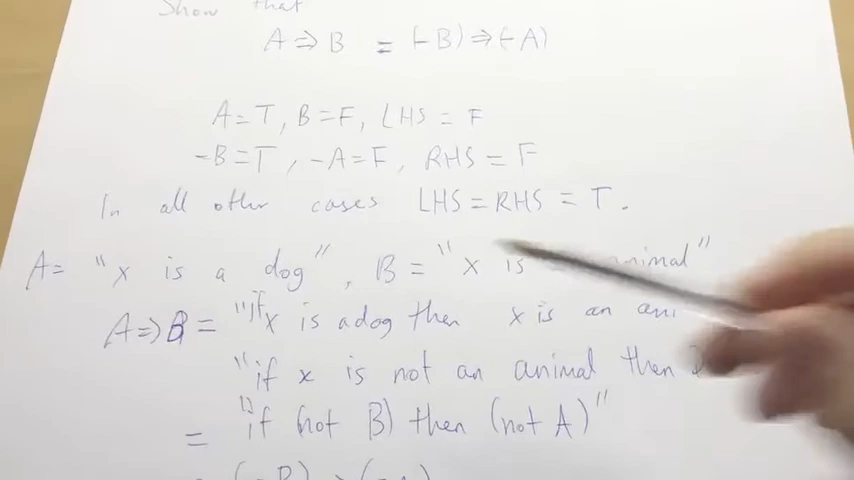 Show that
A ⇒ B = (-B) ⇒ (-A)
A = T, B = F, LHS = F
-B = T, -A = F, RHS = F
In all other cases LHS = RHS = T.
A = "x is a dog", B = "x is animal"
A ⇒ B = "if x is a dog then x is an
"if x is not an animal then
= "if (not B) then (not A)"